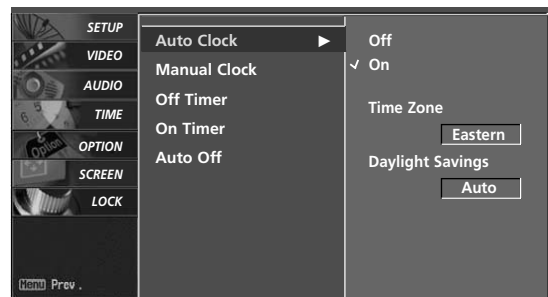 SETUP
VIDEO
AUDIO
TIME
OPTION
SCREEN
LOCK
Menu Prev.
Auto Clock ▶
Manual Clock
Off Timer
On Timer
Auto Off
Off
✓ On
Time Zone
Eastern
Daylight Savings
Auto